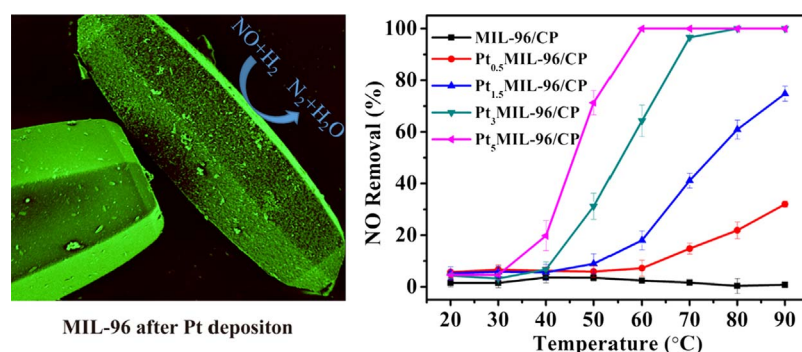 NO+H₂
N₂+H₂O
MIL-96 after Pt depositon
NO Removal (%)
100
80
60
40
20
0
MIL-96/CP
Pt₀.₅MIL-96/CP
Pt₁.₅MIL-96/CP
Pt₃MIL-96/CP
Pt₅MIL-96/CP
20 30 40 50 60 70 80 90
Temperature (°C)